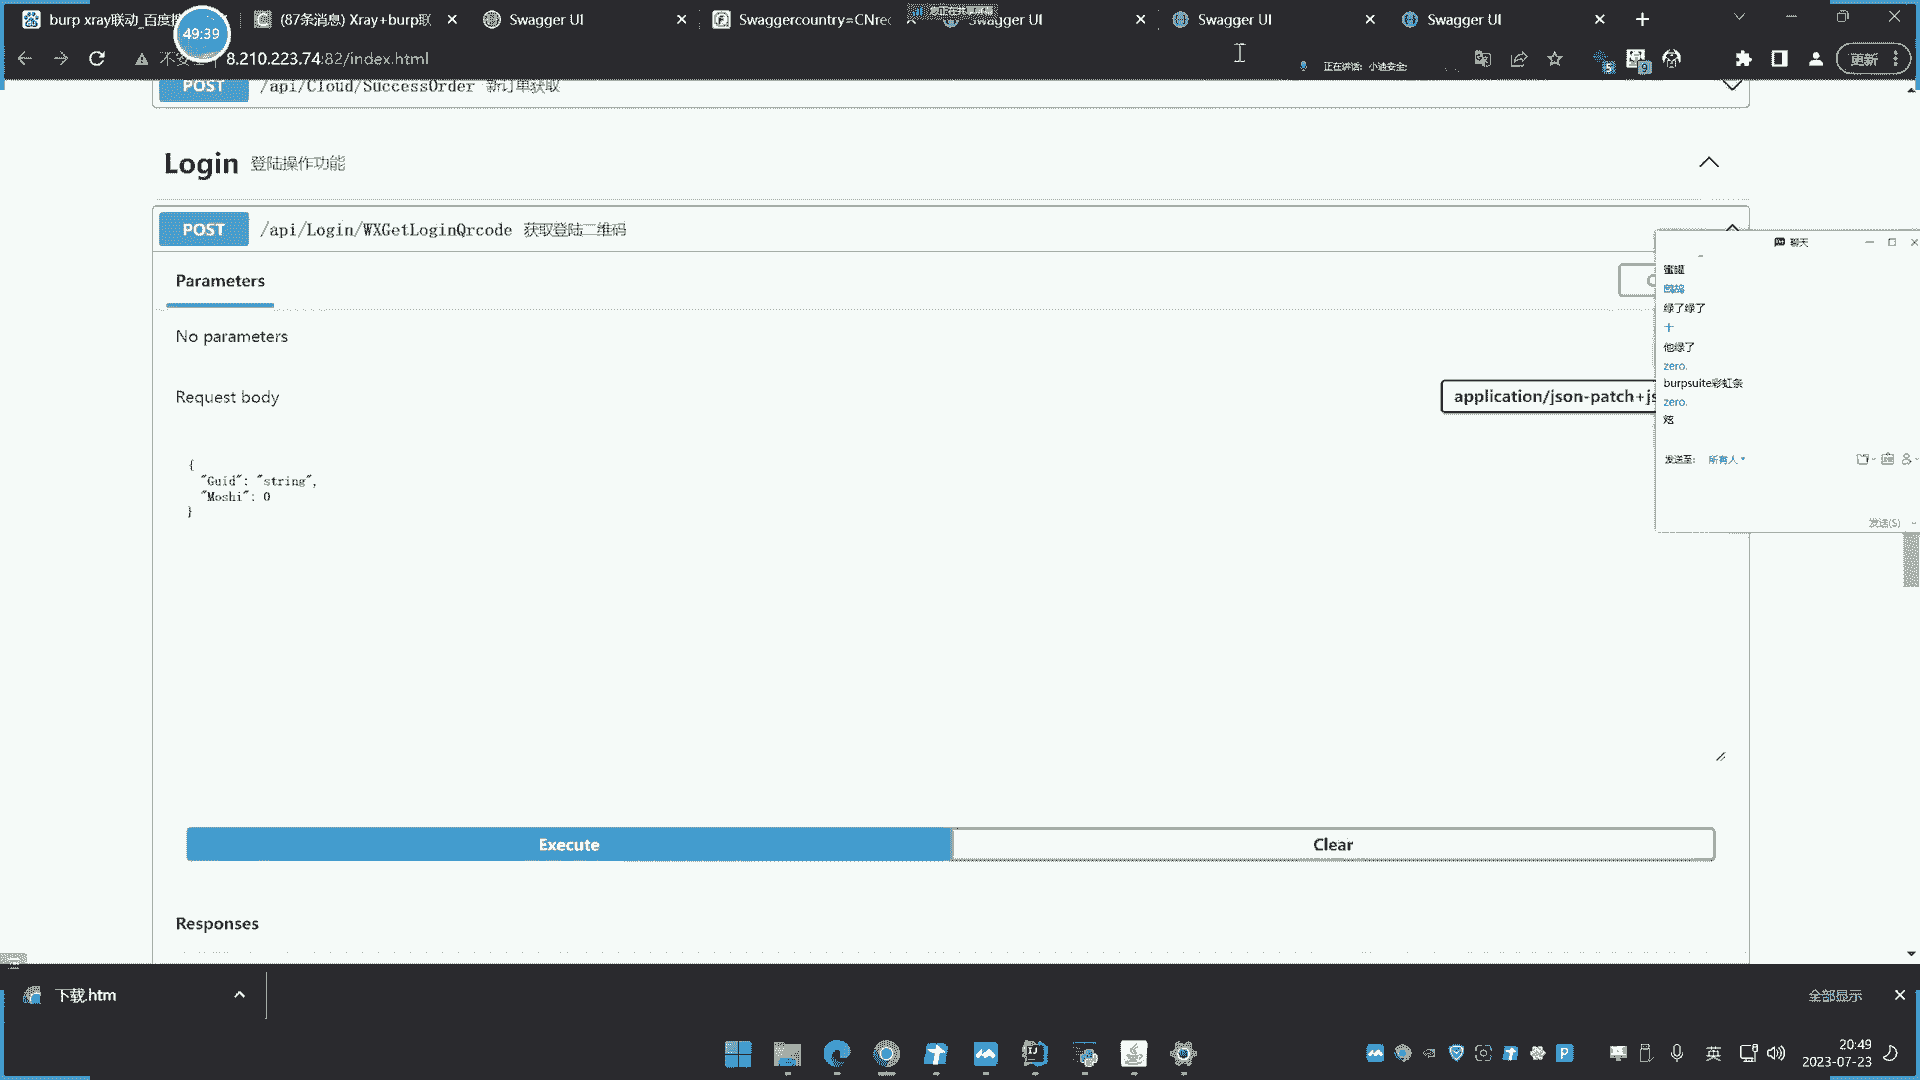 burp xray联动_百度搜
49:39
(87条消息) Xray+burp联
Swagger UI
Swaggercountry=CNrec
您正在共享屏幕
Swagger UI
Swagger UI
Swagger UI
8.210.223.74:82/index.html
正在讲话: 小迪安全;
更新
POST /api/Cloud/SuccessOrder 新订单获取
Login 登陆操作功能
POST /api/Login/WXGetLoginQrcode 获取登陆二维码
Parameters
No parameters
Request body
application/json-patch+js
{
"Guid": "string",
"Moshi": 0
}
Execute
Clear
Responses
聊天
蜜罐
绿了绿了
十
他绿了
zero.
burpsuite彩虹条
zero.
炫
发送至: 所有人
发送(S)
下载.htm
全部显示
英
20:49
2023-07-23